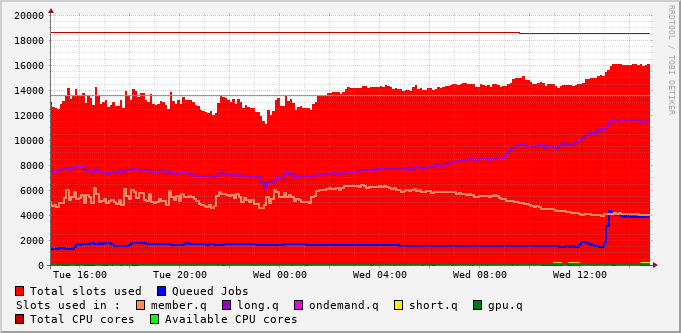 20000
18000
16000
14000
12000
10000
8000
6000
4000
2000
0
Tue 16:00 Tue 20:00 Wed 00:00 Wed 04:00 Wed 08:00 Wed 12:00
Total slots used Queued Jobs
Slots used in : member.q long.q ondemand.q short.q gpu.q
Total CPU cores Available CPU cores
RRDTOOL / TOBI OETIKER